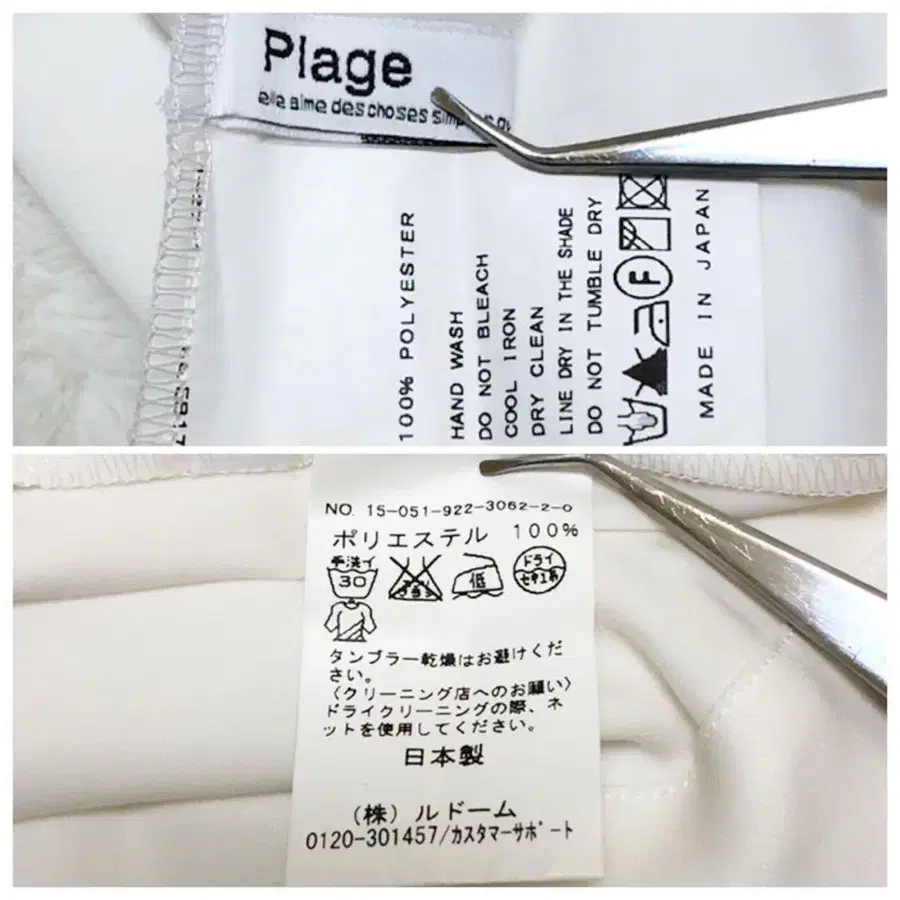 Plage
elle aime des choses
100% POLYESTER
HAND WASH
DO NOT BLEACH
COOL IRON
DRY CLEAN
LINE DRY IN THE SHADE
DO NOT TUMBLE DRY
F
MADE IN JAPAN
NO. 15-051-922-3062-2-0
ポリエステル 100%
手洗イ 30 低 ドライ セキユ系
タンブラー乾燥はお避けくだ
さい。
〈クリーニング店へのお願い〉
ドライクリーニングの際、ネ
ットを使用してください。
日本製
(株) ルドーム
0120-301457/カスタマーサポート